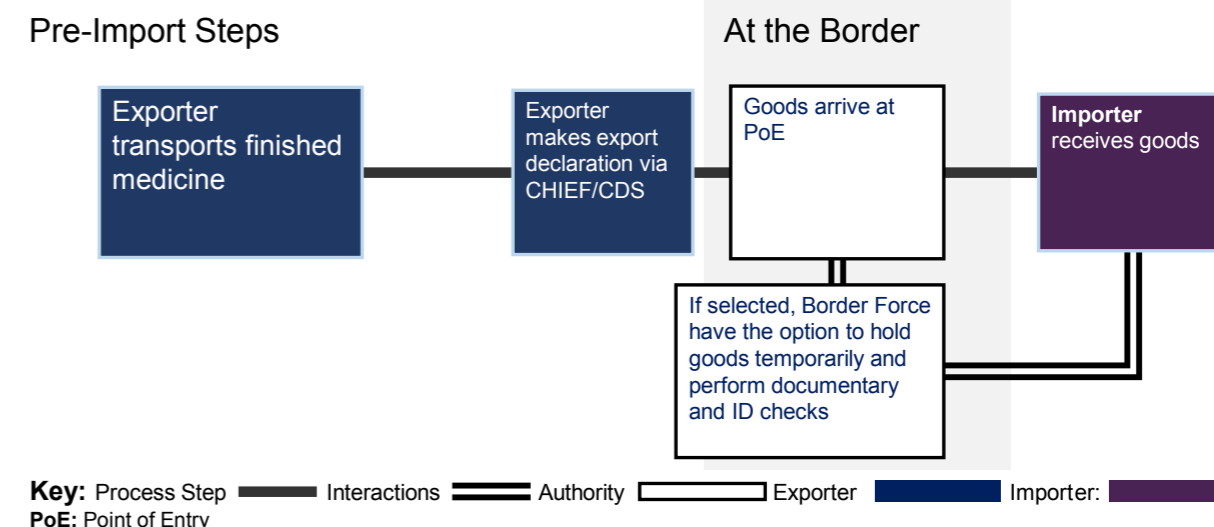 Pre-Import Steps
At the Border
Exporter
transports finished
medicine
Exporter
makes export
declaration via
CHIEF/CDS
Goods arrive at
PoE
Importer
receives goods
If selected, Border Force
have the option to hold
goods temporarily and
perform documentary
and ID checks
Key: Process Step Interactions Authority Exporter Importer:
PoE: Point of Entry